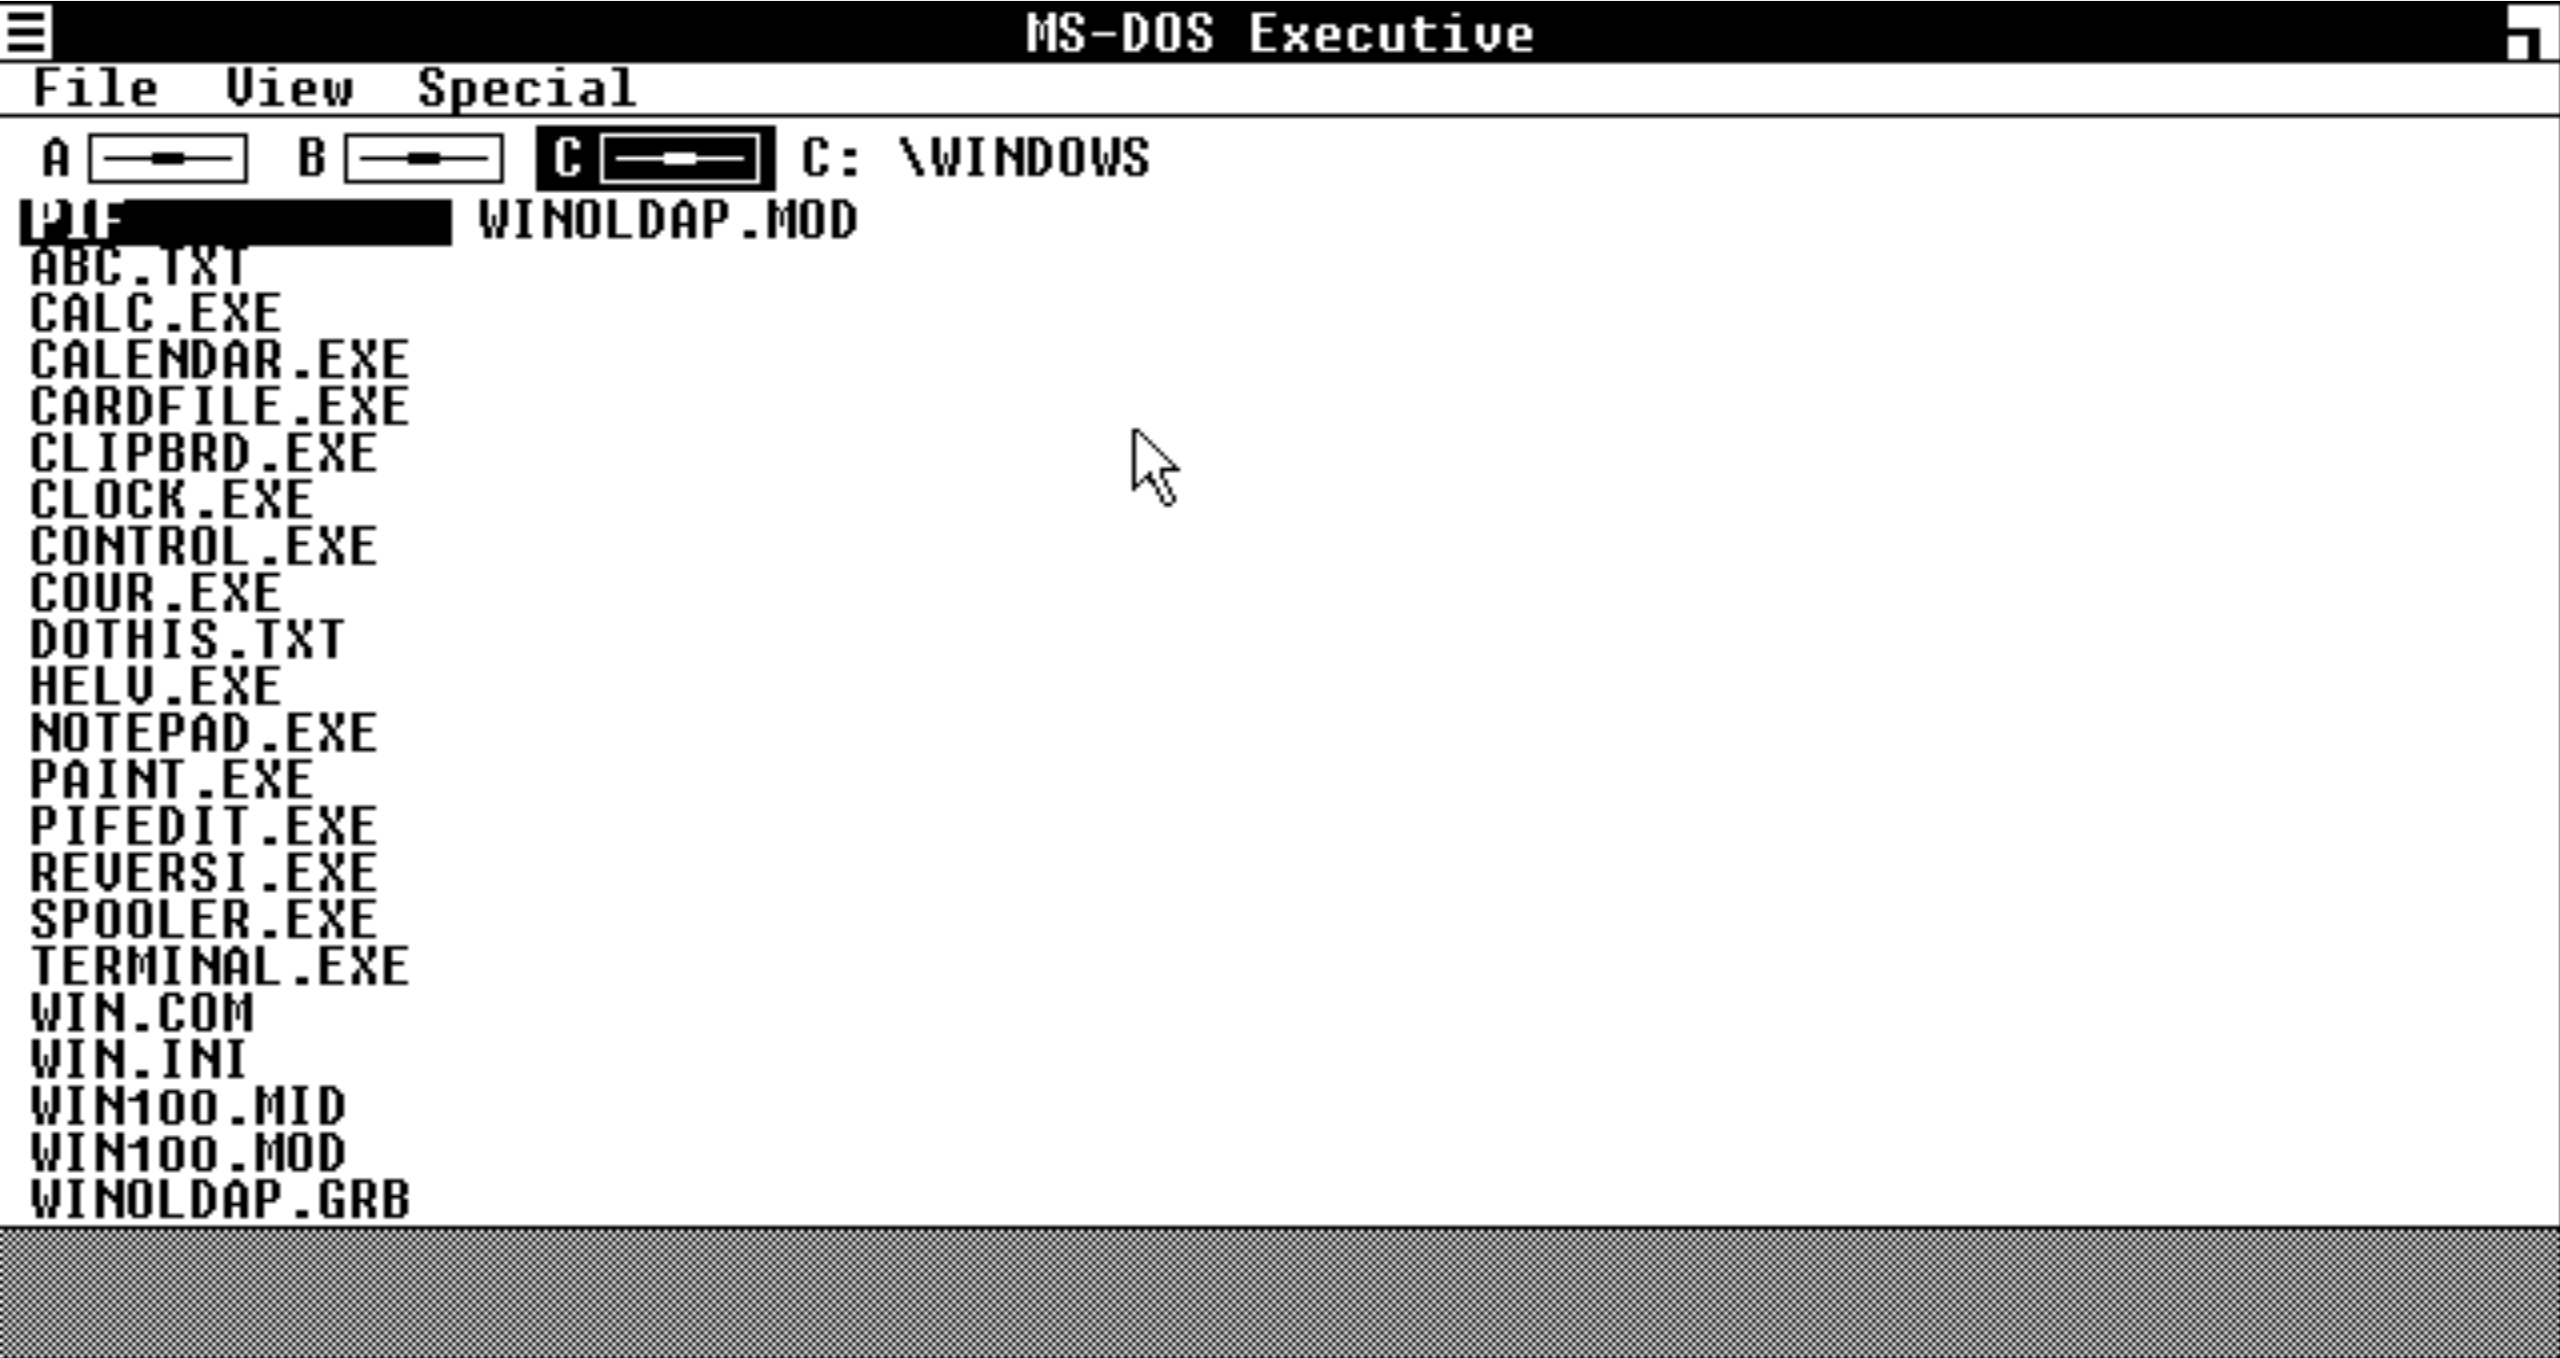 MS-DOS Executive
File View Special
A B C C: \WINDOWS
PIF WINOLDAP.MOD
ABC.TXT
CALC.EXE
CALENDAR.EXE
CARDFILE.EXE
CLIPBRD.EXE
CLOCK.EXE
CONTROL.EXE
COUR.EXE
DOTHIS.TXT
HELV.EXE
NOTEPAD.EXE
PAINT.EXE
PIFEDIT.EXE
REVERSI.EXE
SPOOLER.EXE
TERMINAL.EXE
WIN.COM
WIN.INI
WIN100.MID
WIN100.MOD
WINOLDAP.GRB